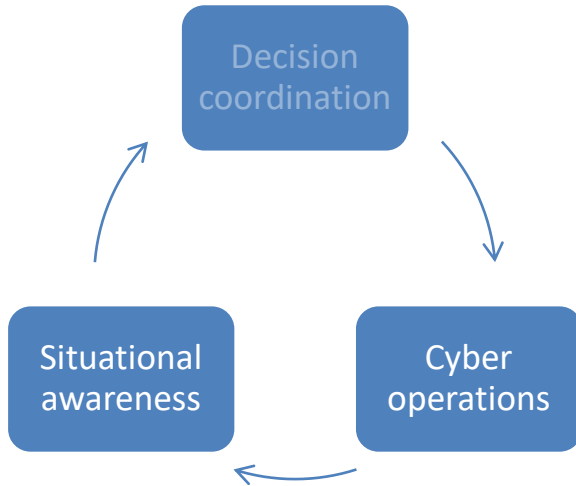 Decision
coordination
Situational
awareness
Cyber
operations